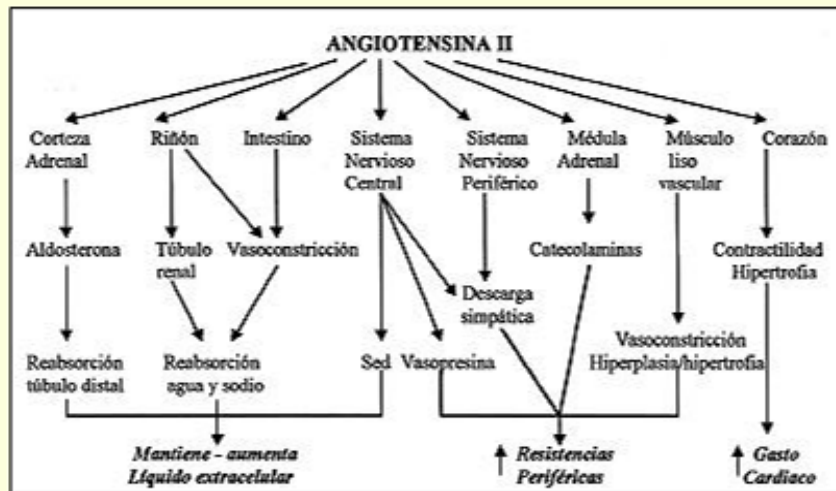 ANGIOTENSINA II
Corteza
Adrenal
Riñón
Intestino
Sistema
Nervioso
Central
Sistema
Nervioso
Periférico
Médula
Adrenal
Músculo
liso
vascular
Corazón
Aldosterona
Túbulo
renal
Vasoconstricción
Catecolaminas
Contractilidad
Hipertrofia
Descarga
simpática
Vasoconstricción
Hiperplasia/hipertrofia
Reabsorción
túbulo distal
Reabsorción
agua y sodio
Sed
Vasopresina
Mantiene - aumenta
Líquido extracelular
Resistencias
Periféricas
Gasto
Cardiaco